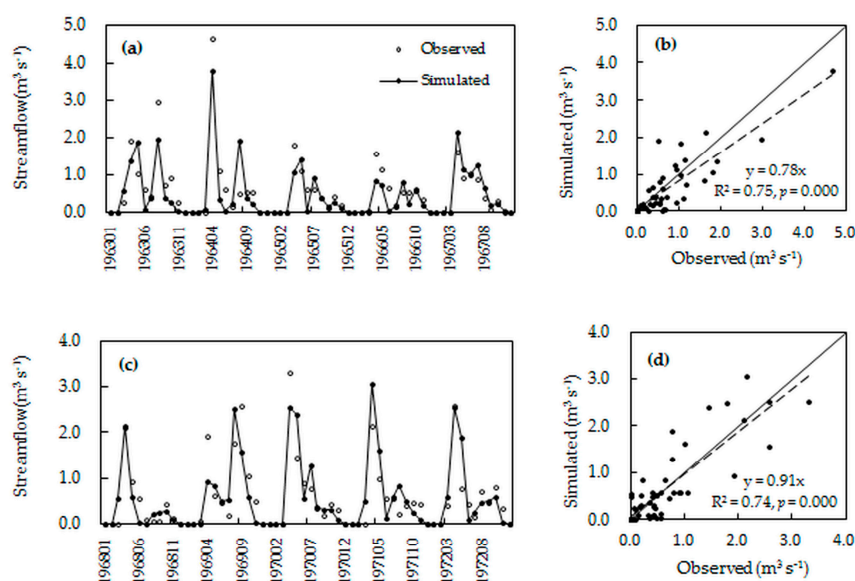 5.0
4.0
3.0
2.0
1.0
0.0
Streamflow(m³ s⁻¹)
(a)
Observed
Simulated
196301
196306
196311
196404
196409
196502
196507
196512
196605
196610
196703
196708
5.0
4.0
3.0
2.0
1.0
0.0
Simulated (m³ s⁻¹)
(b)
y = 0.78x
R² = 0.75, p = 0.000
0.0 1.0 2.0 3.0 4.0 5.0
Observed (m³ s⁻¹)
4.0
3.0
2.0
1.0
0.0
Streamflow(m³ s⁻¹)
(c)
196801
196806
196811
196904
196909
197002
197007
197012
197105
197110
197203
197208
4.0
3.0
2.0
1.0
0.0
Simulated (m³ s⁻¹)
(d)
y = 0.91x
R² = 0.74, p = 0.000
0.0 1.0 2.0 3.0 4.0
Observed (m³ s⁻¹)